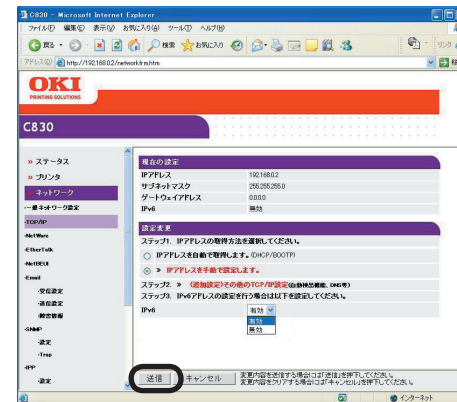 C830 - Microsoft Internet Explorer
ファイル(F) 編集(E) 表示(V) お気に入り(A) ツール(T) ヘルプ(H)
戻る 検索 お気に入り
アドレス(D) http://192.168.0.2/networkfrm.htm
OKI
PRINTING SOLUTIONS
C830
» ステータス
» プリンタ
» ネットワーク
-一般ネットワーク設定
-TCP/IP
-NetWare
-EtherTalk
-NetBEUI
-Email
-受信設定
-送信設定
-障害情報
-SNMP
-設定
-Trap
-IPP
-設定
現在の設定
IPアドレス 192.168.0.2
サブネットマスク 255.255.255.0
ゲートウェイアドレス 0.0.0.0
IPv6 無効
設定変更
ステップ1. IPアドレスの取得方法を選択してください。
IPアドレスを自動で取得します。(DHCP/BOOTP)
» IPアドレスを手動で設定します。
ステップ2. » (追加設定)その他のTCP/IP設定(自動検出機能、DNS等)
ステップ3. IPv6アドレスの設定を行う場合は以下を設定してください。
IPv6 有効
有効
無効
送信 キャンセル
変更内容を送信する場合には「送信」を押下してください。
変更内容をクリアする場合には「キャンセル」を押下してください。
インターネット